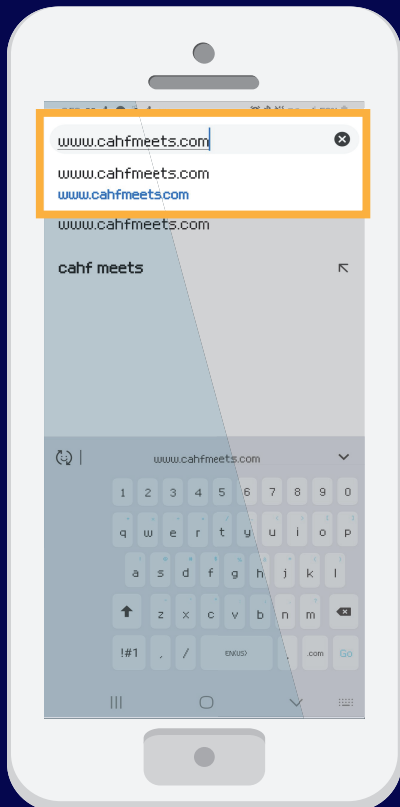 www.cahfmeets.com
www.cahfmeets.com
www.cahfmeets.com
www.cahfmeets.com
cahf meets
www.cahfmeets.com
1 2 3 4 5 6 7 8 9 0
q w e r t y u i o p
a s d f g h j k l
z x c v b n m
!#1 , / EN(US) . .com Go